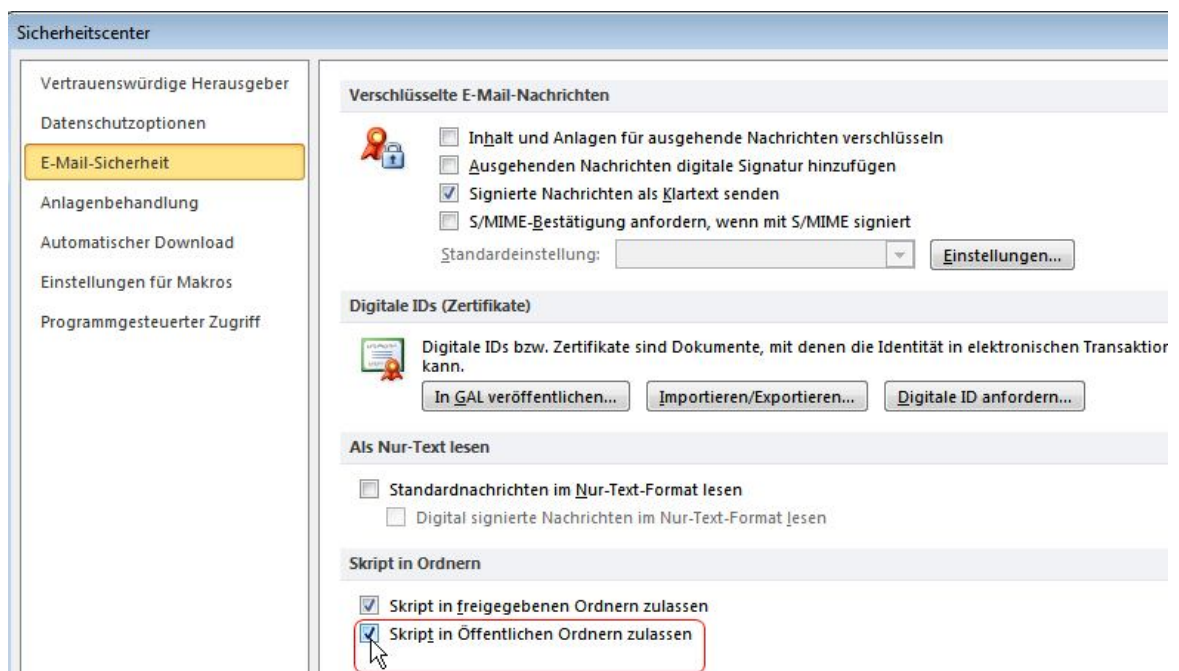 Sicherheitscenter
Vertrauenswürdige Herausgeber
Datenschutzoptionen
E-Mail-Sicherheit
Anlagenbehandlung
Automatischer Download
Einstellungen für Makros
Programmgesteuerter Zugriff
Verschlüsselte E-Mail-Nachrichten
Inhalt und Anlagen für ausgehende Nachrichten verschlüsseln
Ausgehenden Nachrichten digitale Signatur hinzufügen
Signierte Nachrichten als Klartext senden
S/MIME-Bestätigung anfordern, wenn mit S/MIME signiert
Standardeinstellung: Einstellungen...
Digitale IDs (Zertifikate)
Digitale IDs bzw. Zertifikate sind Dokumente, mit denen die Identität in elektronischen Transaktior
kann.
In GAL veröffentlichen... Importieren/Exportieren... Digitale ID anfordern...
Als Nur-Text lesen
Standardnachrichten im Nur-Text-Format lesen
Digital signierte Nachrichten im Nur-Text-Format lesen
Skript in Ordnern
Skript in freigegebenen Ordnern zulassen
Skript in Öffentlichen Ordnern zulassen